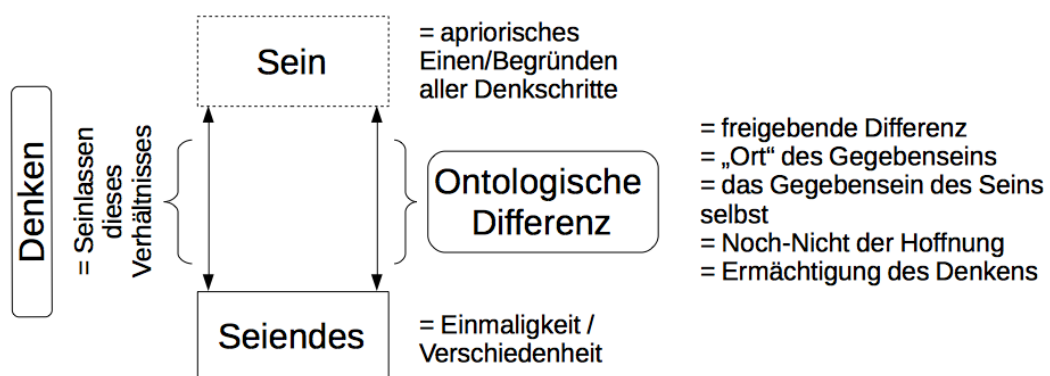 Sein
= apriorisches
Einen/Begründen
aller Denkschritte
Denken
= Seinlassen
dieses
Verhältnisses
Ontologische
Differenz
= freigebende Differenz
= „Ort“ des Gegebenseins
= das Gegebensein des Seins
selbst
= Noch-Nicht der Hoffnung
= Ermächtigung des Denkens
Seiendes
= Einmaligkeit /
Verschiedenheit